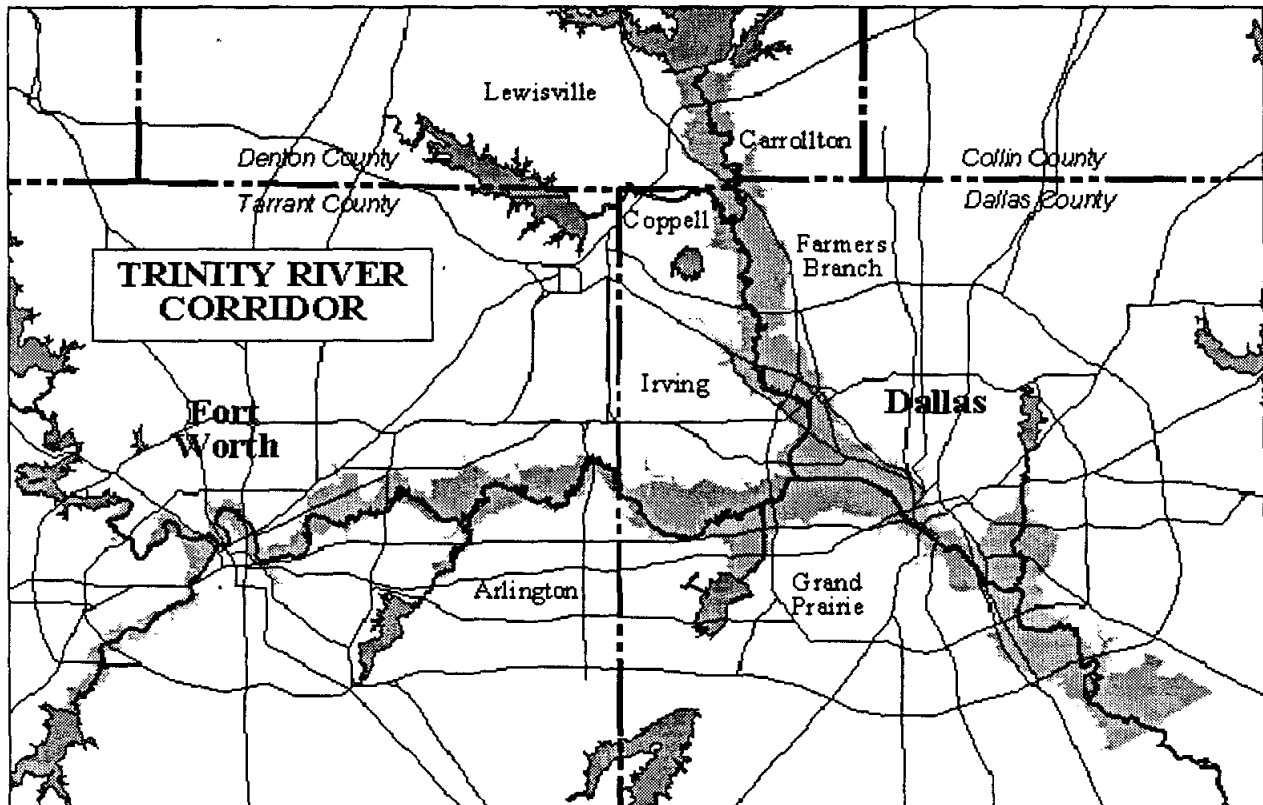 Lewisville
Carrollton
Denton County
Collin County
Tarrant County
Dallas County
Coppell
Farmers
Branch
TRINITY RIVER
CORRIDOR
Irving
Dallas
Fort
Worth
Arlington
Grand
Prairie